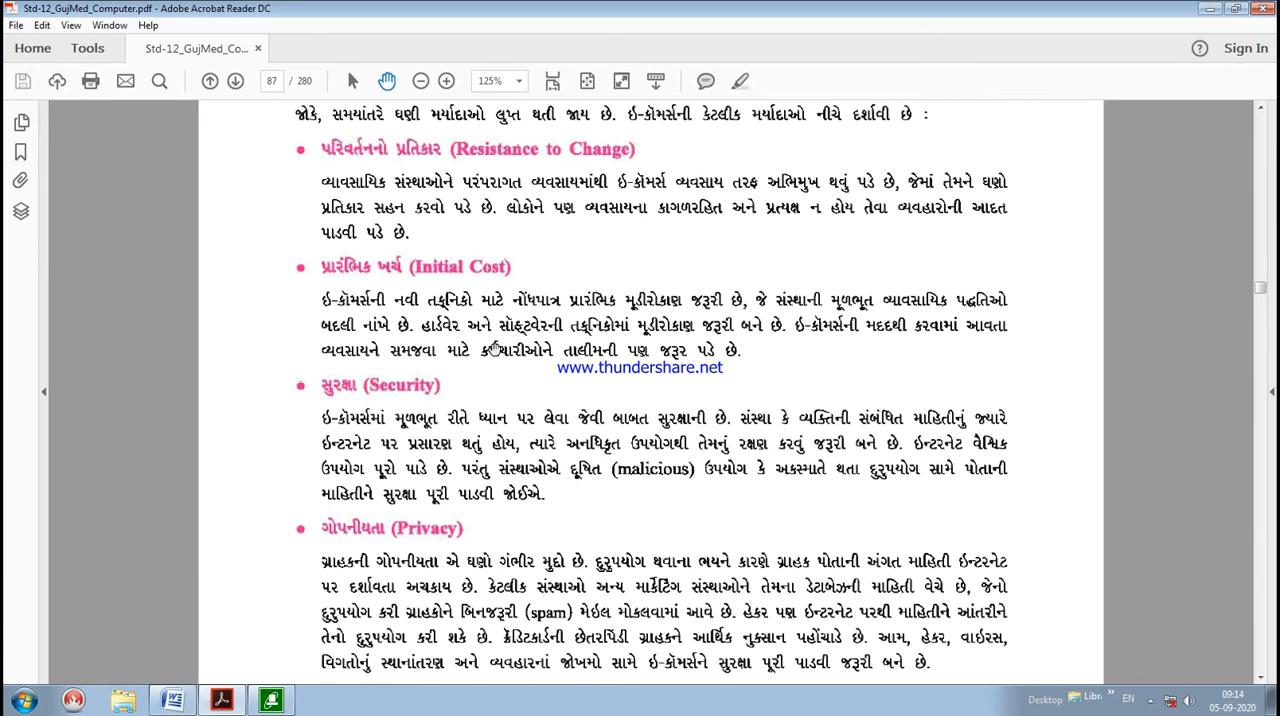 Std-12_GujMed_Computer.pdf - Adobe Acrobat Reader DC
File Edit View Window Help
Home Tools Std-12_GujMed_Co... × Sign In
87 / 280 125%
જોકે, સમયાંતરે ઘણી મર્યાદાઓ લુપ્ત થતી જાય છે. ઇ-કૉમર્સની કેટલીક મર્યાદાઓ નીચે દર્શાવી છે :
• પરિવર્તનનો પ્રતિકાર (Resistance to Change)
વ્યાવસાયિક સંસ્થાઓને પરંપરાગત વ્યવસાયમાંથી ઇ-કૉમર્સ વ્યવસાય તરફ અભિમુખ થવું પડે છે, જેમાં તેમને ઘણો
પ્રતિકાર સહન કરવો પડે છે. લોકોને પણ વ્યવસાયના કાગળરહિત અને પ્રત્યક્ષ ન હોય તેવા વ્યવહારોની આદત
પાડવી પડે છે.
• પ્રારંભિક ખર્ચ (Initial Cost)
ઇ-કૉમર્સની નવી તક્નિકો માટે નોંધપાત્ર પ્રારંભિક મૂડીરોકાણ જરૂરી છે, જે સંસ્થાની મૂળભૂત વ્યાવસાયિક પદ્ધતિઓ
બદલી નાંખે છે. હાર્ડવેર અને સૉફ્ટવેરની તક્નિકોમાં મૂડીરોકાણ જરૂરી બને છે. ઇ-કૉમર્સની મદદથી કરવામાં આવતા
વ્યવસાયને સમજવા માટે કર્મચારીઓને તાલીમની પણ જરૂર પડે છે.
www.thundershare.net
• સુરક્ષા (Security)
ઇ-કૉમર્સમાં મૂળભૂત રીતે ધ્યાન પર લેવા જેવી બાબત સુરક્ષાની છે. સંસ્થા કે વ્યક્તિની સંબંધિત માહિતીનું જ્યારે
ઇન્ટરનેટ પર પ્રસારણ થતું હોય, ત્યારે અનધિકૃત ઉપયોગથી તેમનું રક્ષણ કરવું જરૂરી બને છે. ઇન્ટરનેટ વૈશ્વિક
ઉપયોગ પૂરો પાડે છે. પરંતુ સંસ્થાઓએ દૂષિત (malicious) ઉપયોગ કે અકસ્માતે થતા દુરુપયોગ સામે પોતાની
માહિતીને સુરક્ષા પૂરી પાડવી જોઈએ.
• ગોપનીયતા (Privacy)
ગ્રાહકની ગોપનીયતા એ ઘણો ગંભીર મુદ્દો છે. દુરુપયોગ થવાના ભયને કારણે ગ્રાહક પોતાની અંગત માહિતી ઇન્ટરનેટ
પર દર્શાવતા અચકાય છે. કેટલીક સંસ્થાઓ અન્ય માર્કેટિંગ સંસ્થાઓને તેમના ડેટાબેઝની માહિતી વેચે છે, જેનો
દુરુપયોગ કરી ગ્રાહકોને બિનજરૂરી (spam) મેઇલ મોકલવામાં આવે છે. હેકર પણ ઇન્ટરનેટ પરથી માહિતીને આંતરીને
તેનો દુરુપયોગ કરી શકે છે. ક્રૅડિટકાર્ડની છેતરપિંડી ગ્રાહકને આર્થિક નુકસાન પહોંચાડે છે. આમ, હેકર, વાઇરસ,
વિગતોનું સ્થાનાંતરણ અને વ્યવહારનાં જોખમો સામે ઇ-કૉમર્સને સુરક્ષા પૂરી પાડવી જરૂરી બને છે.
Desktop Libr » EN 09:14
05-09-2020